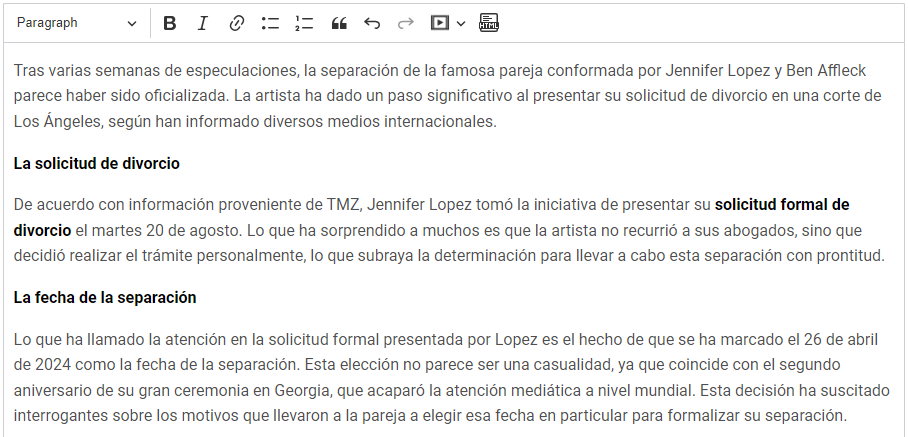 Paragraph
B I HTML
Tras varias semanas de especulaciones, la separación de la famosa pareja conformada por Jennifer Lopez y Ben Affleck
parece haber sido oficializada. La artista ha dado un paso significativo al presentar su solicitud de divorcio en una corte de
Los Ángeles, según han informado diversos medios internacionales.
La solicitud de divorcio
De acuerdo con información proveniente de TMZ, Jennifer Lopez tomó la iniciativa de presentar su solicitud formal de
divorcio el martes 20 de agosto. Lo que ha sorprendido a muchos es que la artista no recurrió a sus abogados, sino que
decidió realizar el trámite personalmente, lo que subraya la determinación para llevar a cabo esta separación con prontitud.
La fecha de la separación
Lo que ha llamado la atención en la solicitud formal presentada por Lopez es el hecho de que se ha marcado el 26 de abril
de 2024 como la fecha de la separación. Esta elección no parece ser una casualidad, ya que coincide con el segundo
aniversario de su gran ceremonia en Georgia, que acaparó la atención mediática a nivel mundial. Esta decisión ha suscitado
interrogantes sobre los motivos que llevaron a la pareja a elegir esa fecha en particular para formalizar su separación.